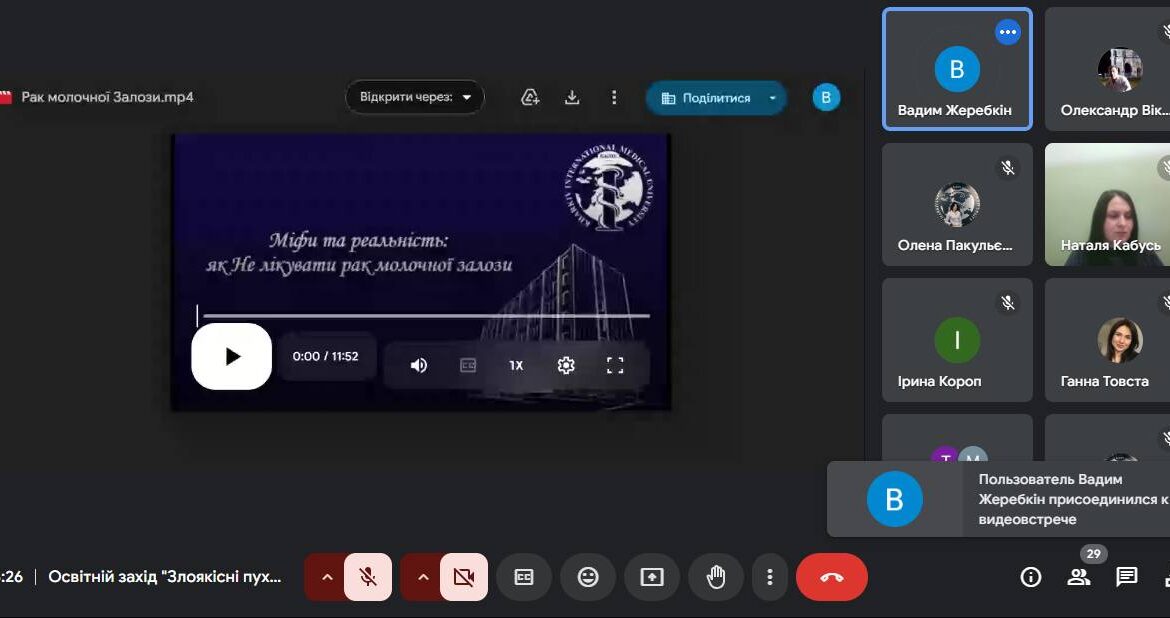 Рак молочної Залози.mp4
Відкрити через:
Поділитися
В
KHARKIV INTERNATIONAL MEDICAL UNIVERSITY
Міфи та реальність:
як Не лікувати рак молочної залози
0:00 / 11:52
CC
1X
В
Вадим Жеребкін
Олександр Вік...
Олена Пакульє...
Наталя Кабусь
І
Ірина Короп
Ганна Товста
Т
М
В
Пользователь Вадим
Жеребкін присоединился к
видеовстрече
:26 | Освітній захід "Злоякісні пух...
CC
29